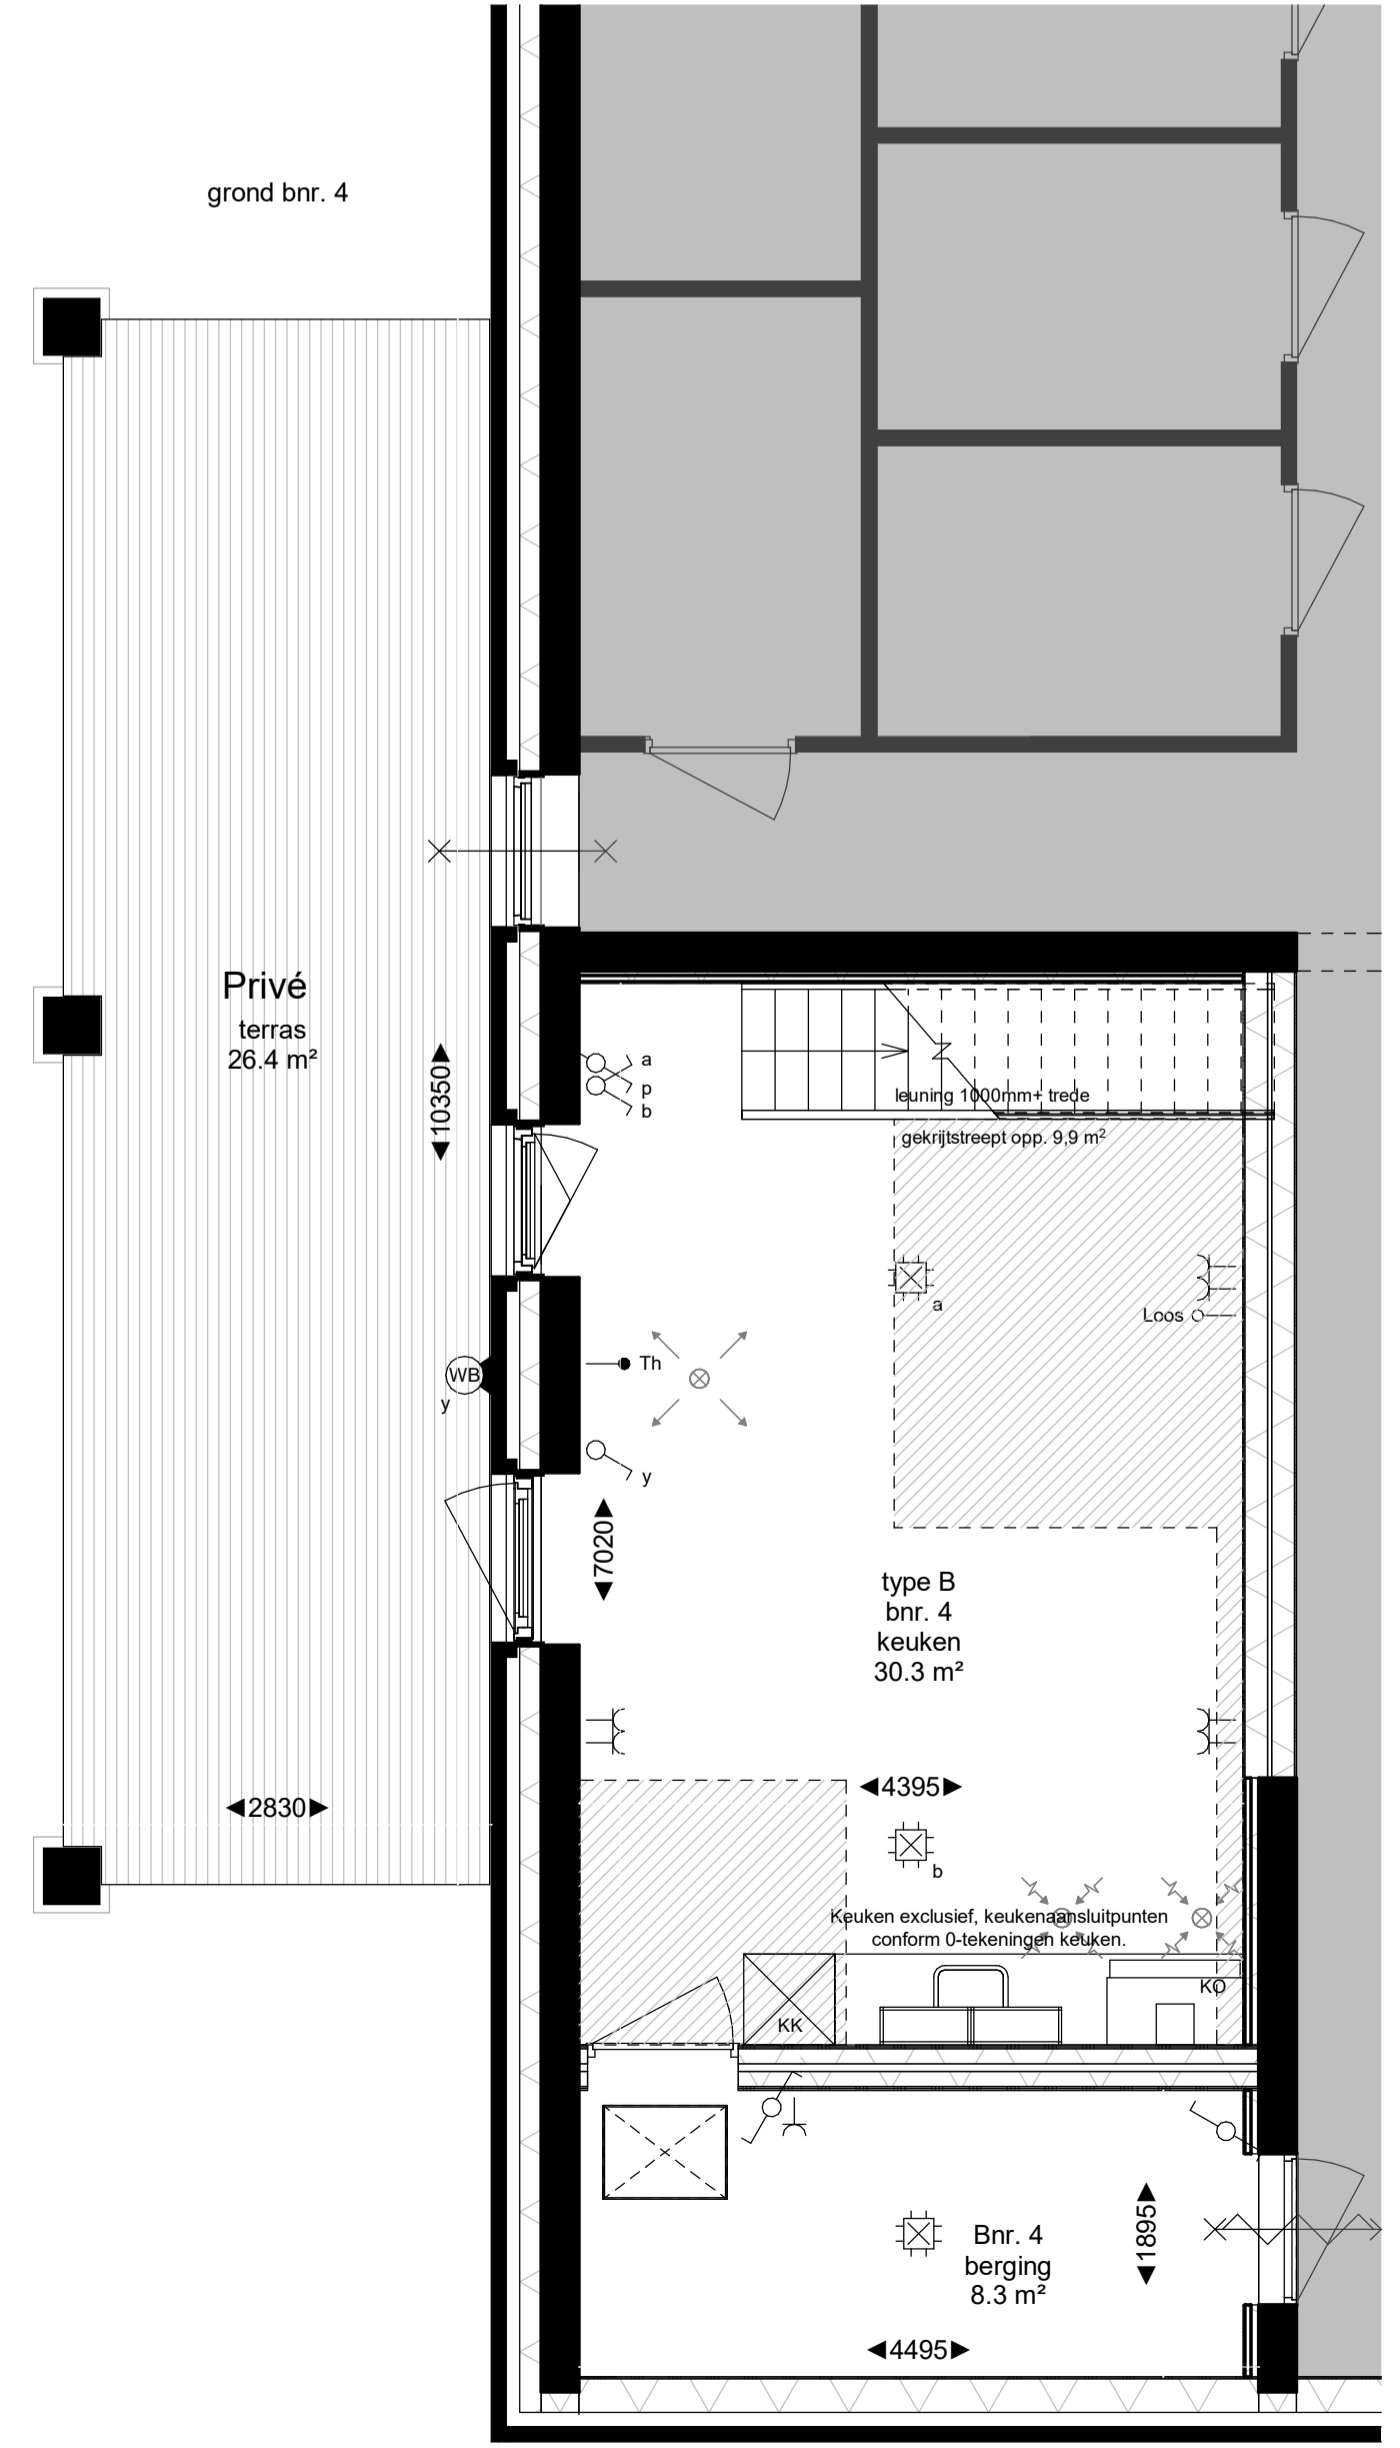 grond bnr. 4
Privé
terras
26.4 m²
10350
a
p
b
leuning 1000mm+ trede
gekrijtstreept opp. 9,9 m²
a
Loos
Th
WB
y
y
7020
type B
bnr. 4
keuken
30.3 m²
4395
2830
b
Keuken exclusief, keukenaansluitpunten
conform 0-tekeningen keuken.
KO
KK
Bnr. 4
berging
8.3 m²
1895
4495